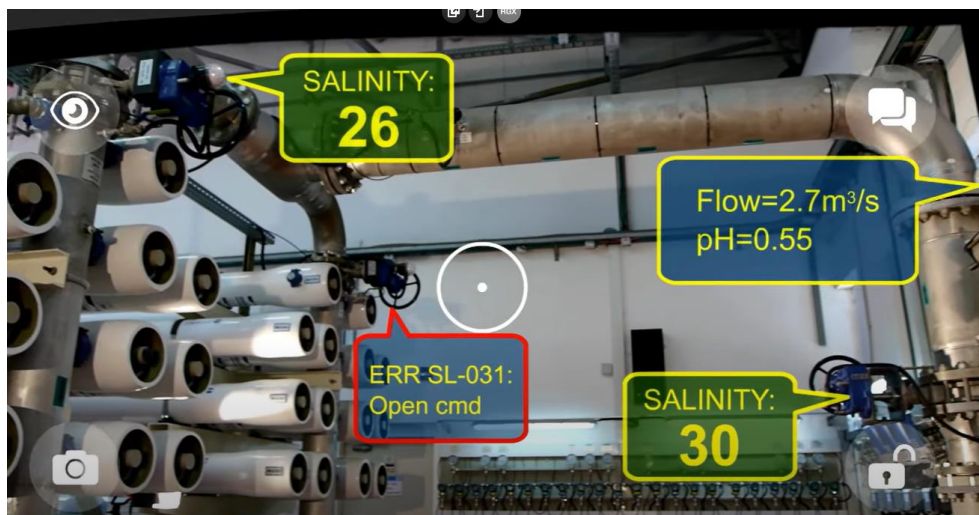 SALINITY:
26
Flow=2.7m³/s
pH=0.55
ERR SL-031:
Open cmd
SALINITY:
30